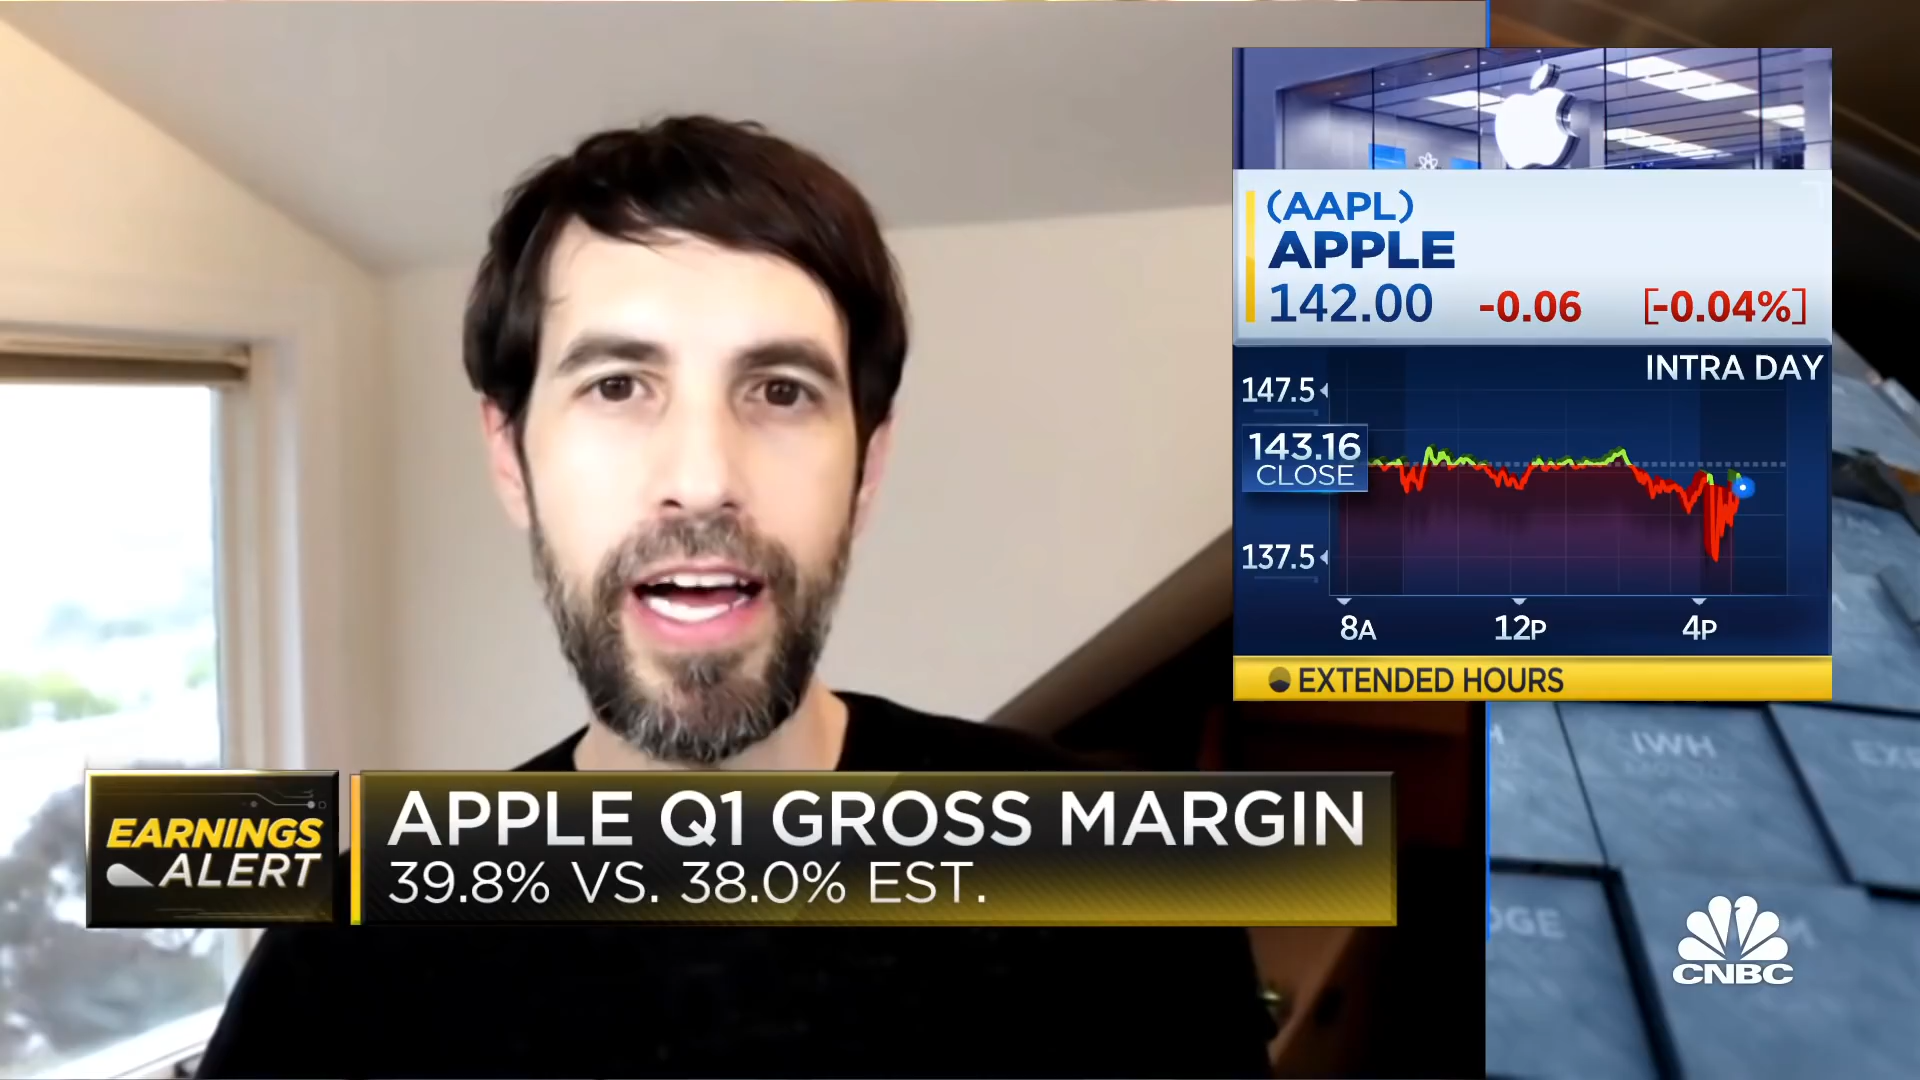 (AAPL)
APPLE
142.00 -0.06 [-0.04%]
INTRA DAY
147.5
143.16
CLOSE
137.5
8A 12P 4P
EXTENDED HOURS
EARNINGS
ALERT
APPLE Q1 GROSS MARGIN
39.8% VS. 38.0% EST.
IWH
CNBC